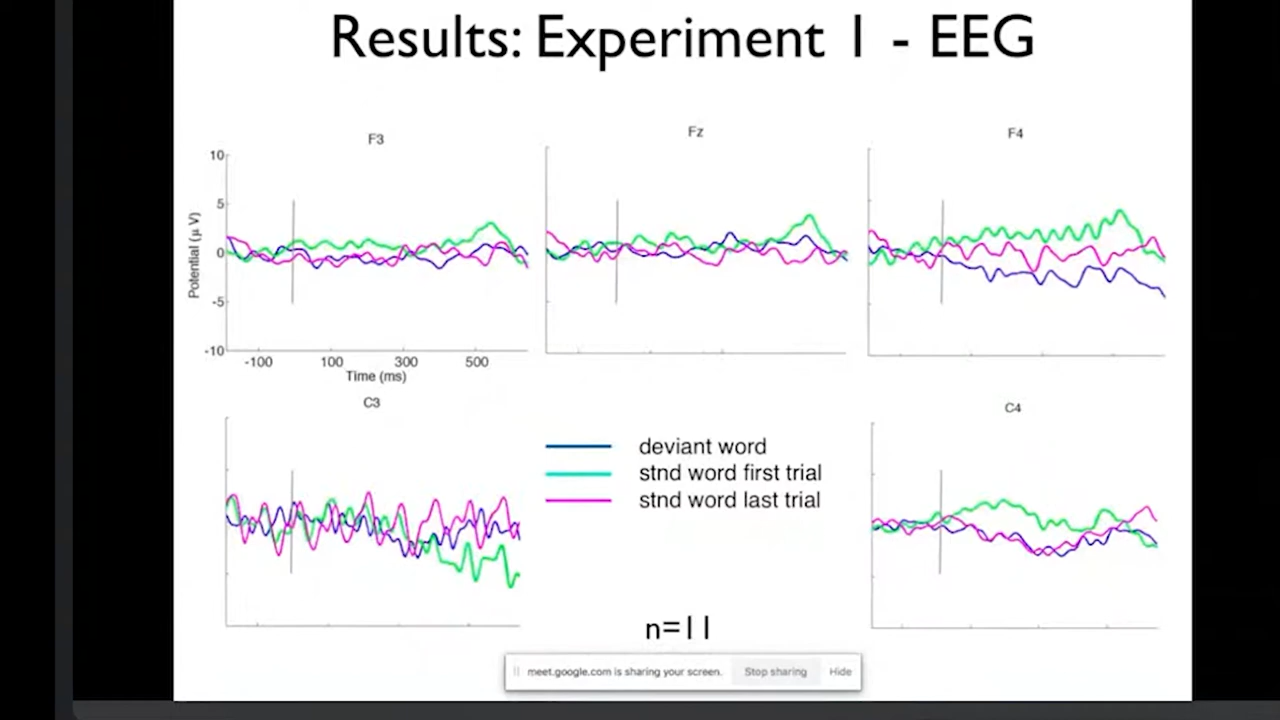 Results: Experiment 1 - EEG
F3
Fz
F4
10
5
0
-5
-10
Potential (μ V)
-100 100 300 500
Time (ms)
C3
C4
deviant word
stnd word first trial
stnd word last trial
n=11
meet.google.com is sharing your screen. Stop sharing Hide